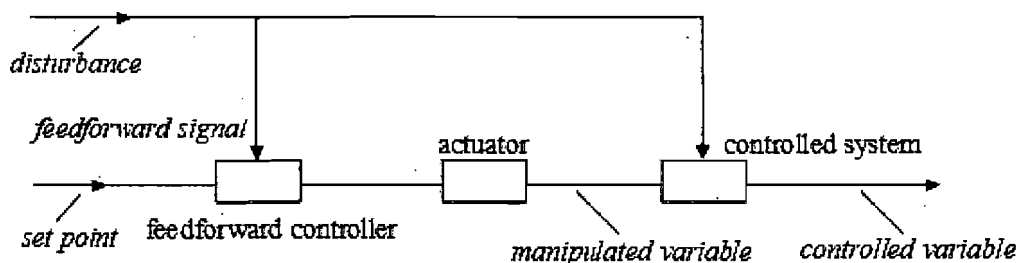 disturbance
feedforward signal
actuator
controlled system
set point
feedforward controller
manipulated variable
controlled variable